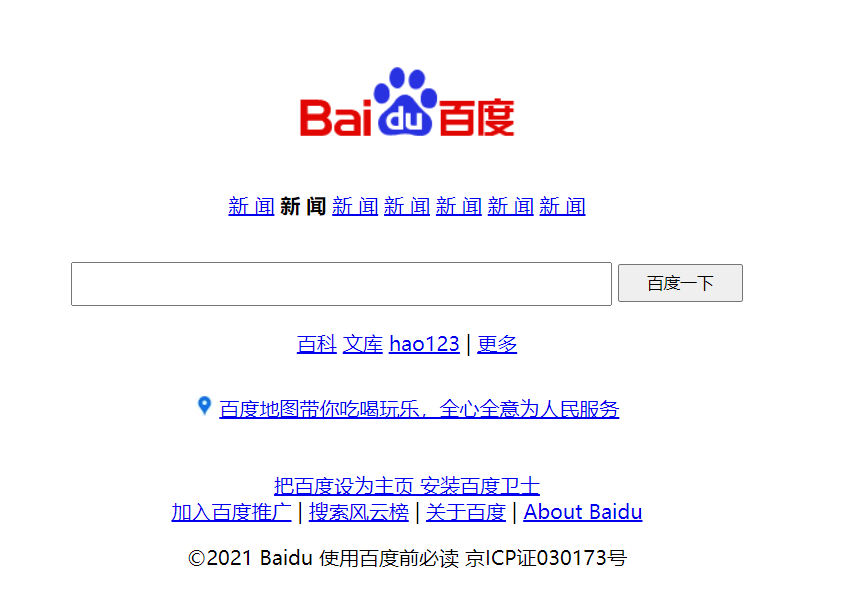 Bai du 百度
新 闻 新 闻 新 闻 新 闻 新 闻 新 闻 新 闻
百度一下
百科 文库 hao123 | 更多
百度地图带你吃喝玩乐，全心全意为人民服务
把百度设为主页 安装百度卫士
加入百度推广 | 搜索风云榜 | 关于百度 | About Baidu
©2021 Baidu 使用百度前必读 京ICP证030173号